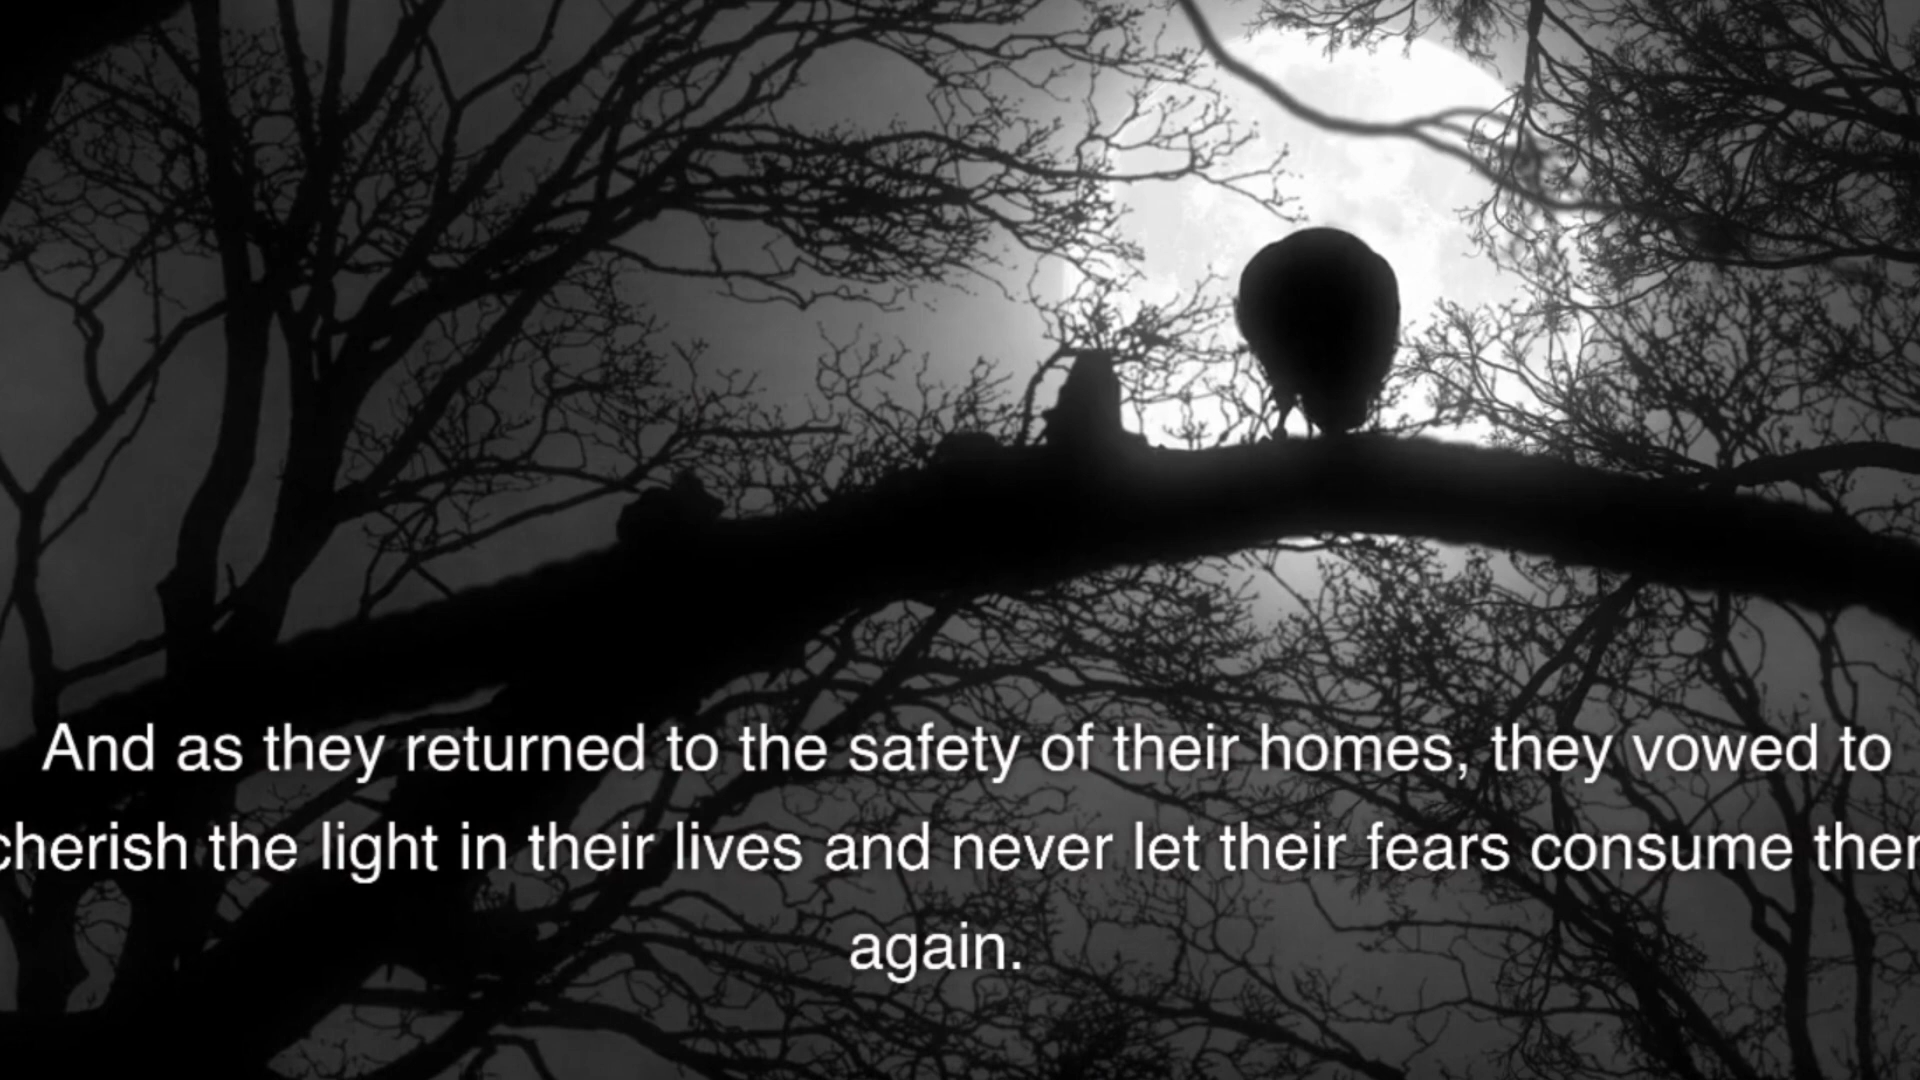 And as they returned to the safety of their homes, they vowed to
cherish the light in their lives and never let their fears consume them
again.